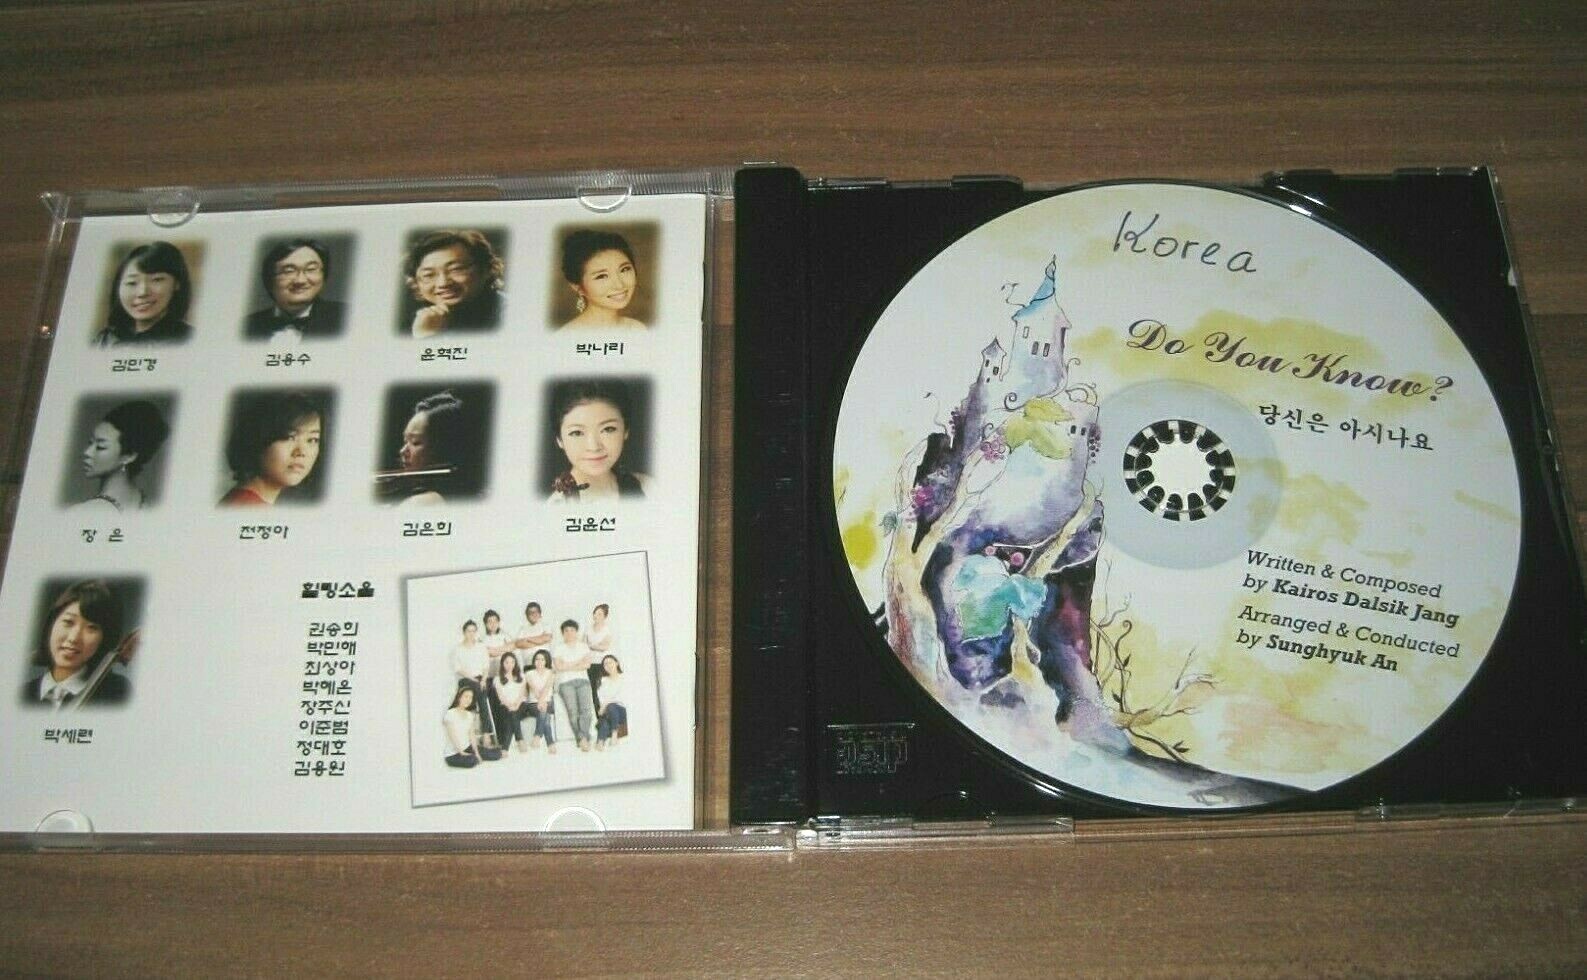 김민경
김용수
윤혁진
박나리
장 은
전정아
김은희
김윤선
박세련
힐링소울
권송희
박민해
최상아
박혜은
장주신
이준범
정대호
김용원
Korea
Do You Know?
당신은 아시나요
Written & Composed
by Kairos Dalsik Jang
Arranged & Conducted
by Sunghyuk An